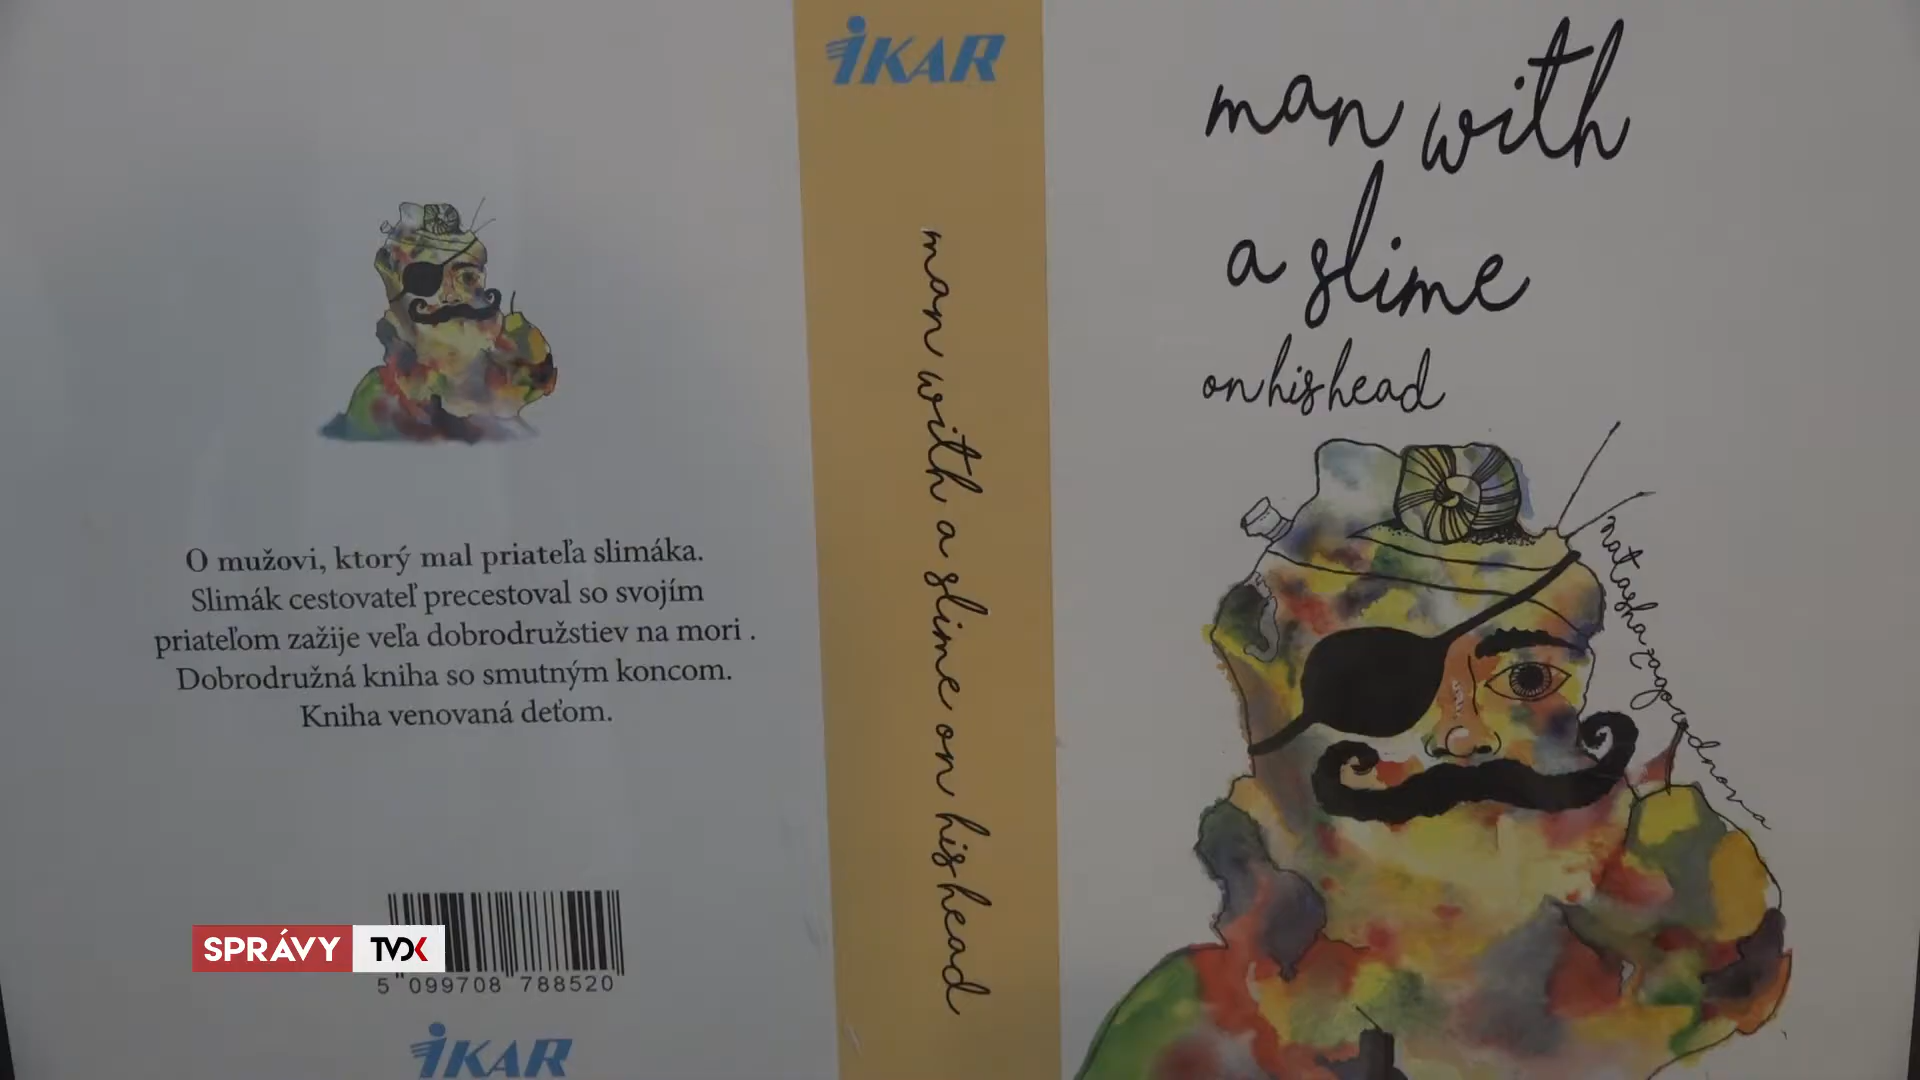 O mužovi, ktorý mal priateľa slimáka.
Slimák cestovateľ precestoval so svojím
priateľom zažije veľa dobrodružstiev na mori .
Dobrodružná kniha so smutným koncom.
Kniha venovaná deťom.
5 099708 788520
IKAR
SPRÁVY TVDK
IKAR
man with a slime on his head
man with
a slime
on his head
natasha zagorodnova